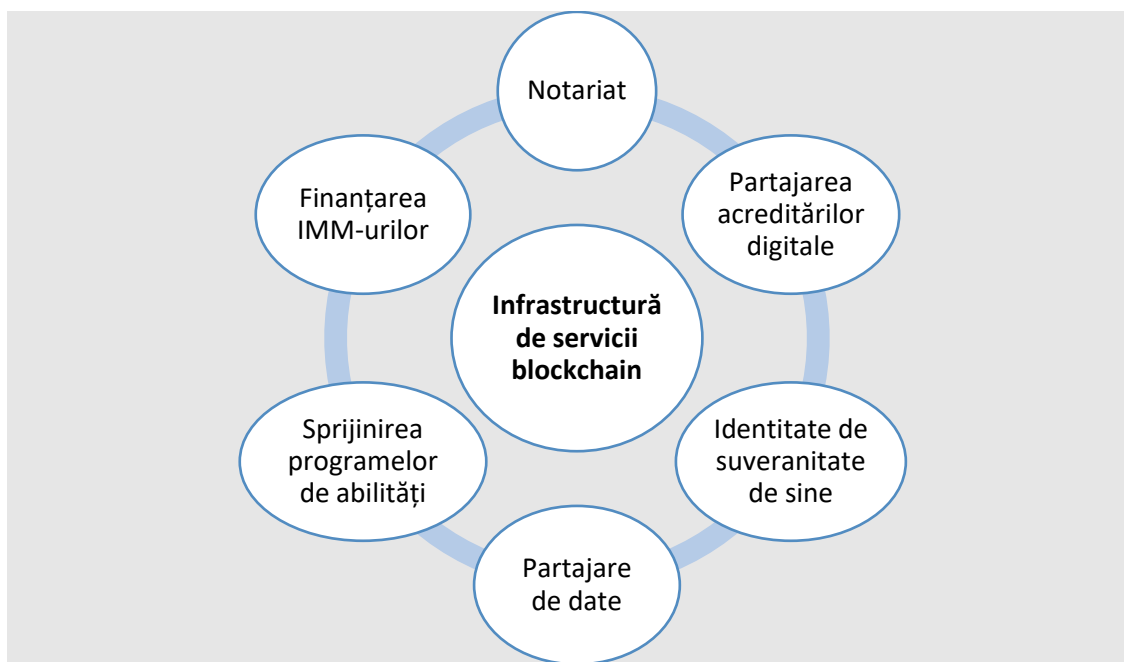 Notariat
Partajarea
acreditărilor
digitale
Identitate de
suveranitate
de sine
Partajare
de date
Sprijinirea
programelor
de abilități
Finanțarea
IMM-urilor
Infrastructură
de servicii
blockchain